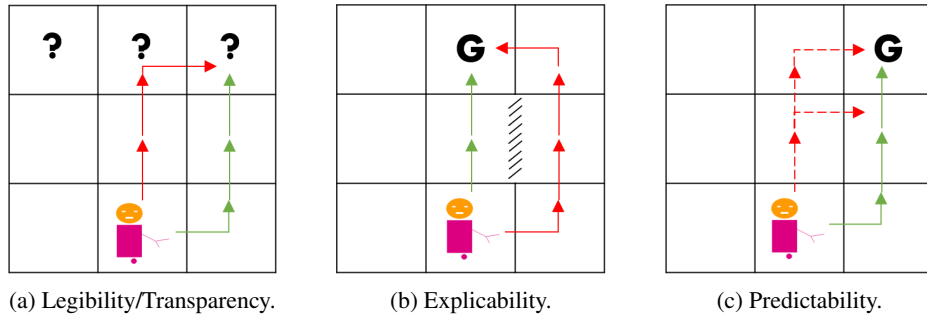 ? ? ?
G
G
(a) Legibility/Transparency.
(b) Explicability.
(c) Predictability.